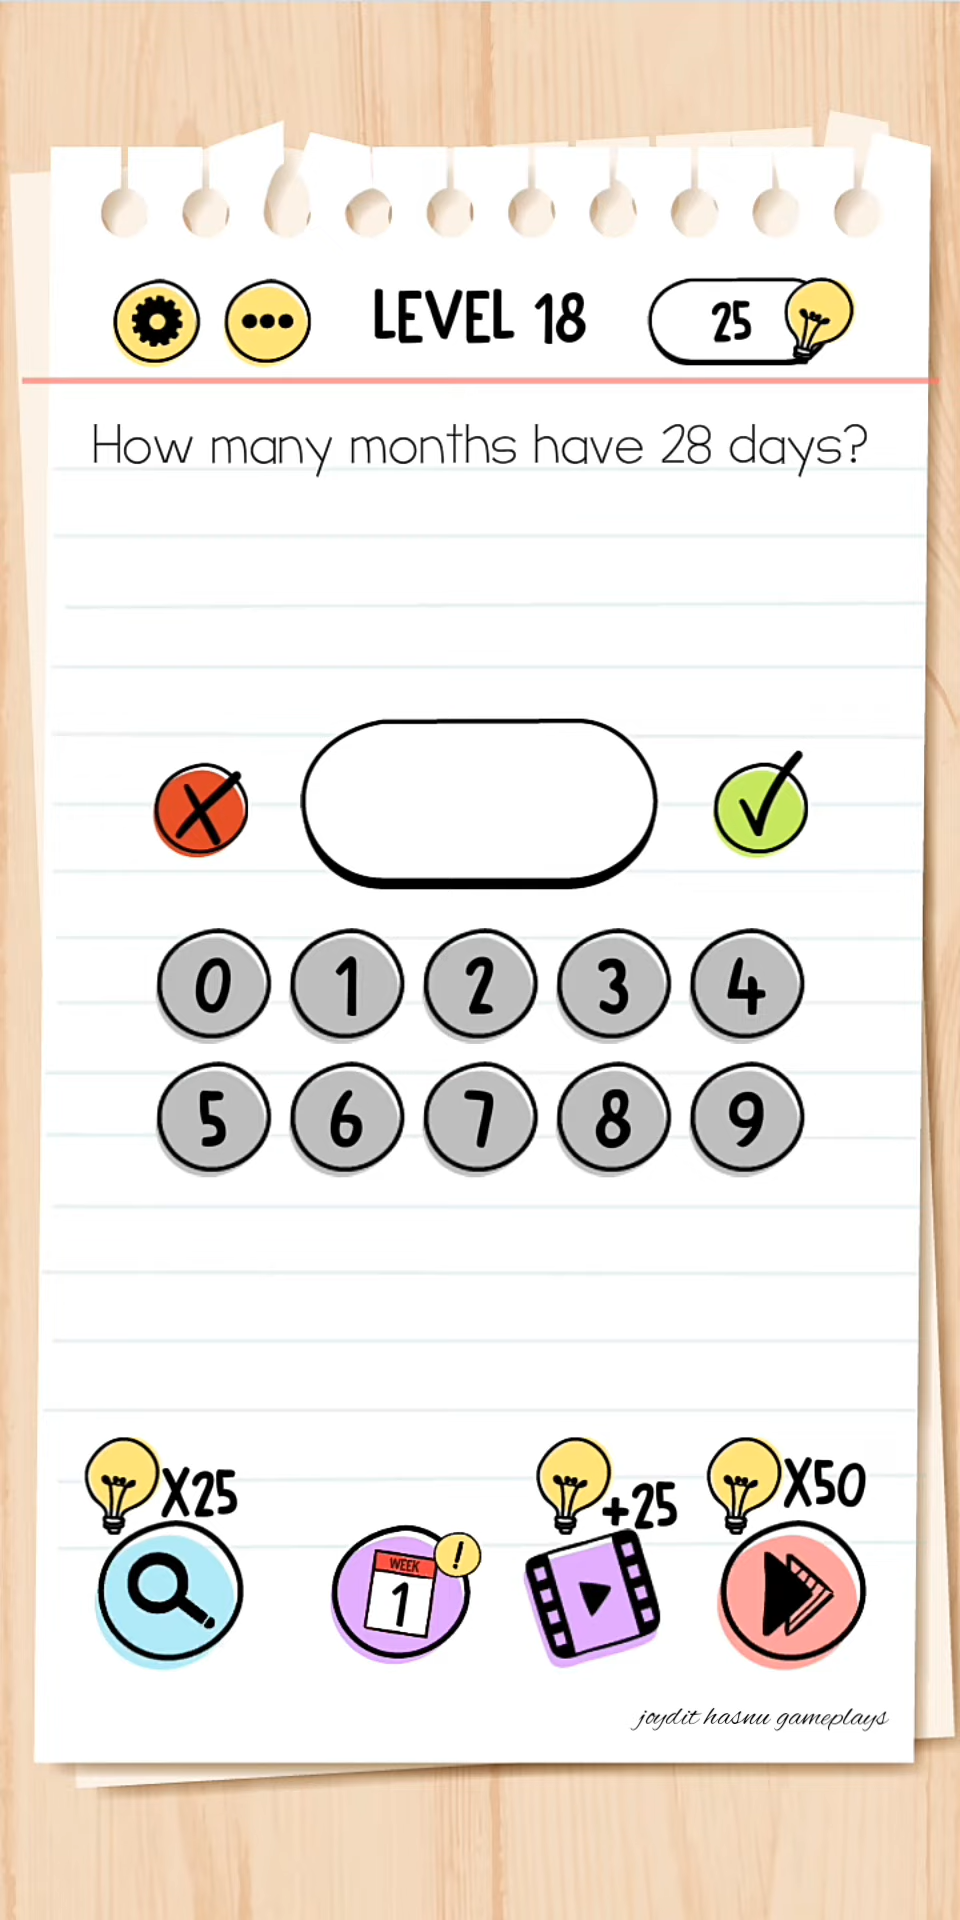 LEVEL 18
25
How many months have 28 days?
0 1 2 3 4
5 6 7 8 9
X25
+25
X50
WEEK
1
!
joydit hasnu gameplays